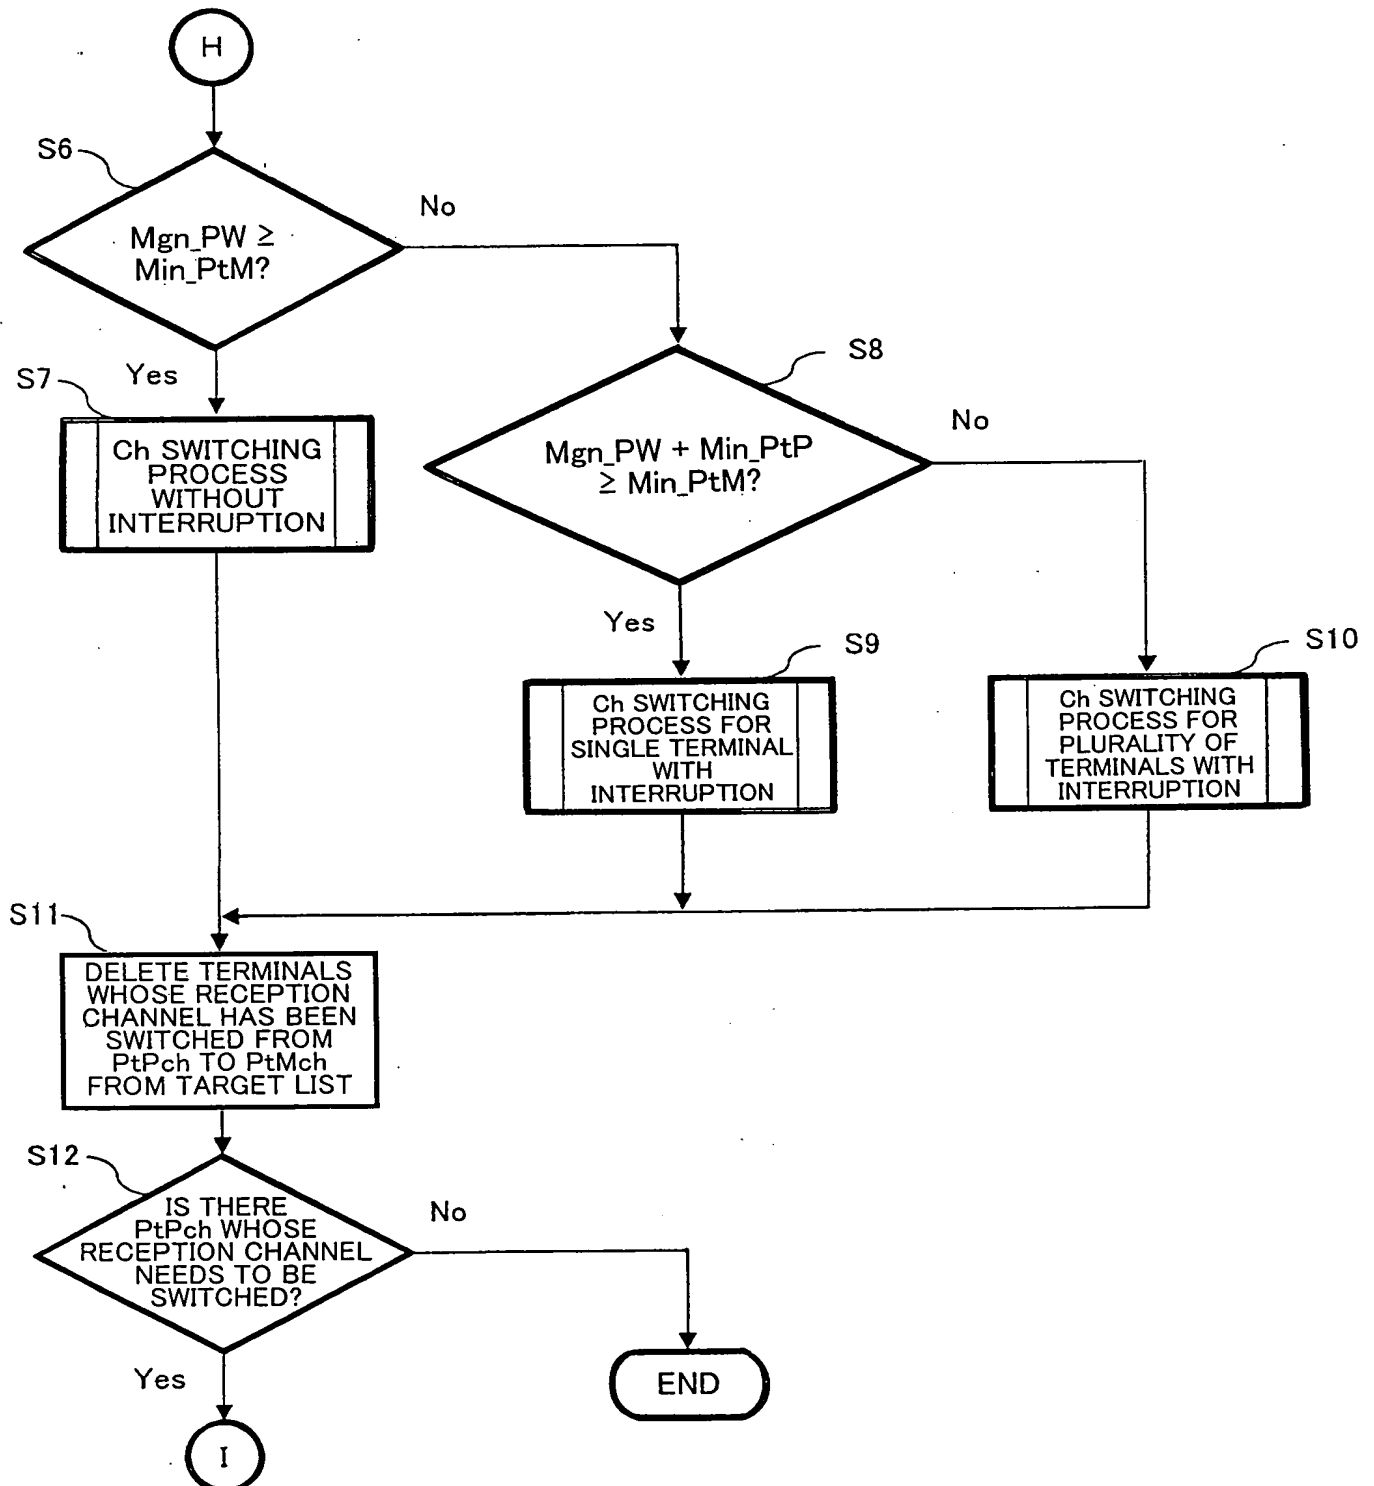 H
S6
No
Mgn_PW ≥
Min_PtM?
S7
Yes
S8
Ch SWITCHING
PROCESS
WITHOUT
INTERRUPTION
No
Mgn_PW + Min_PtP
≥ Min_PtM?
Yes
S9
S10
Ch SWITCHING
PROCESS FOR
SINGLE TERMINAL
WITH
INTERRUPTION
Ch SWITCHING
PROCESS FOR
PLURALITY OF
TERMINALS WITH
INTERRUPTION
S11
DELETE TERMINALS
WHOSE RECEPTION
CHANNEL HAS BEEN
SWITCHED FROM
PtPch TO PtMch
FROM TARGET LIST
S12
No
IS THERE
PtPch WHOSE
RECEPTION CHANNEL
NEEDS TO BE
SWITCHED?
Yes
END
I